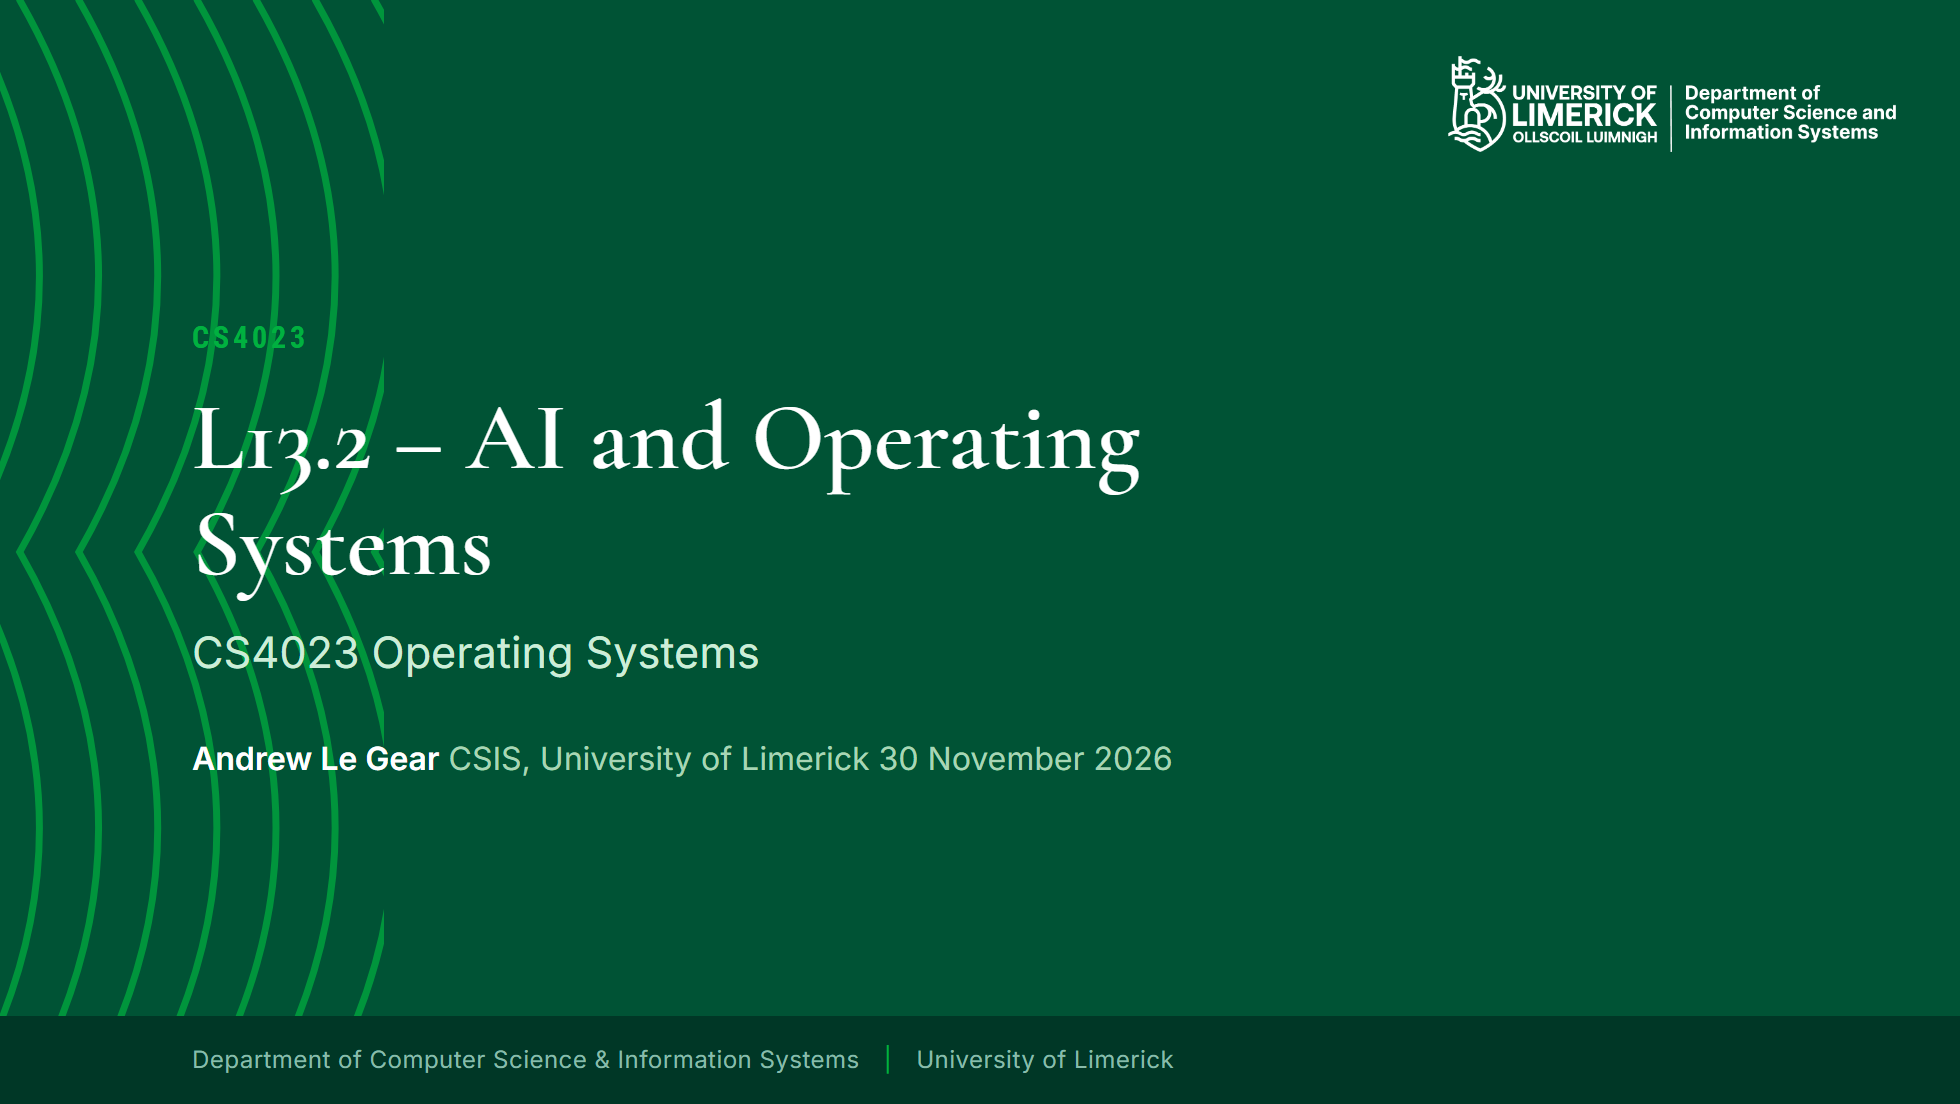 UNIVERSITY OF
LIMERICK
OLLSCOIL LUIMNIGH
Department of
Computer Science and
Information Systems
CS4023
L13.2 – AI and Operating
Systems
CS4023 Operating Systems
Andrew Le Gear CSIS, University of Limerick 30 November 2026
Department of Computer Science & Information Systems | University of Limerick